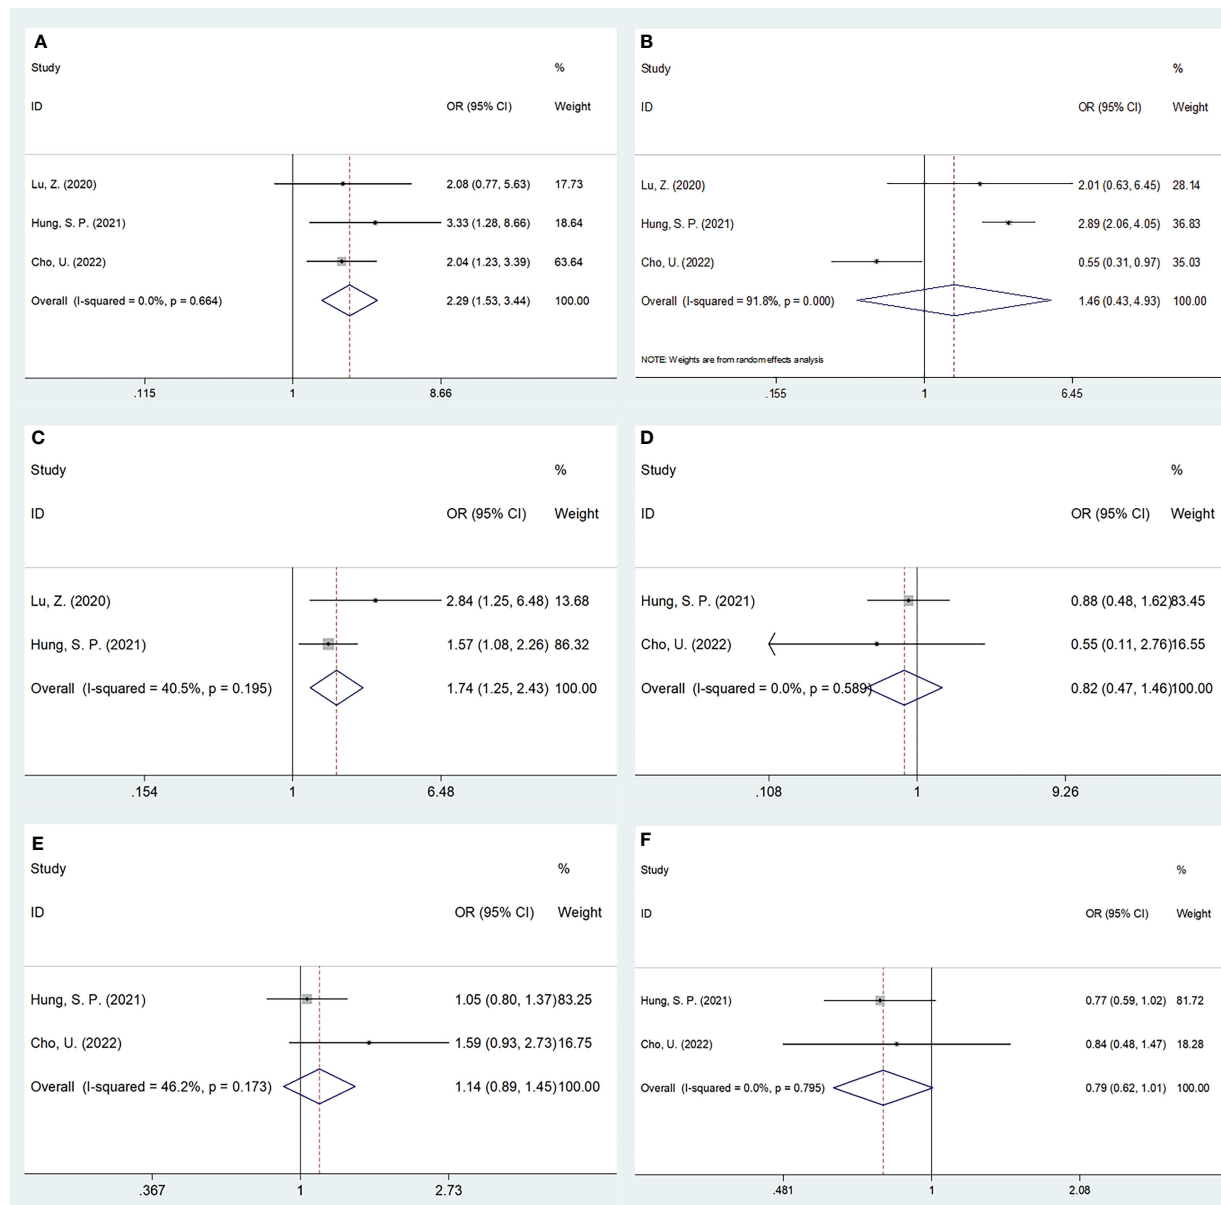 A
Study %
ID OR (95% CI) Weight
Lu, Z. (2020) 2.08 (0.77, 5.63) 17.73
Hung, S. P. (2021) 3.33 (1.28, 8.66) 18.64
Cho, U. (2022) 2.04 (1.23, 3.39) 63.64
Overall (I-squared = 0.0%, p = 0.664) 2.29 (1.53, 3.44) 100.00
.115 1 8.66
B
Study %
ID OR (95% CI) Weight
Lu, Z. (2020) 2.01 (0.63, 6.45) 28.14
Hung, S. P. (2021) 2.89 (2.06, 4.05) 36.83
Cho, U. (2022) 0.55 (0.31, 0.97) 35.03
Overall (I-squared = 91.8%, p = 0.000) 1.46 (0.43, 4.93) 100.00
NOTE: Weights are from random effects analysis
.155 1 6.45
C
Study %
ID OR (95% CI) Weight
Lu, Z. (2020) 2.84 (1.25, 6.48) 13.68
Hung, S. P. (2021) 1.57 (1.08, 2.26) 86.32
Overall (I-squared = 40.5%, p = 0.195) 1.74 (1.25, 2.43) 100.00
.154 1 6.48
D
Study %
ID OR (95% CI) Weight
Hung, S. P. (2021) 0.88 (0.48, 1.62) 83.45
Cho, U. (2022) 0.55 (0.11, 2.76) 16.55
Overall (I-squared = 0.0%, p = 0.589) 0.82 (0.47, 1.46) 100.00
.108 1 9.26
E
Study %
ID OR (95% CI) Weight
Hung, S. P. (2021) 1.05 (0.80, 1.37) 83.25
Cho, U. (2022) 1.59 (0.93, 2.73) 16.75
Overall (I-squared = 46.2%, p = 0.173) 1.14 (0.89, 1.45) 100.00
.367 1 2.73
F
Study %
ID OR (95% CI) Weight
Hung, S. P. (2021) 0.77 (0.59, 1.02) 81.72
Cho, U. (2022) 0.84 (0.48, 1.47) 18.28
Overall (I-squared = 0.0%, p = 0.795) 0.79 (0.62, 1.01) 100.00
.481 1 2.08